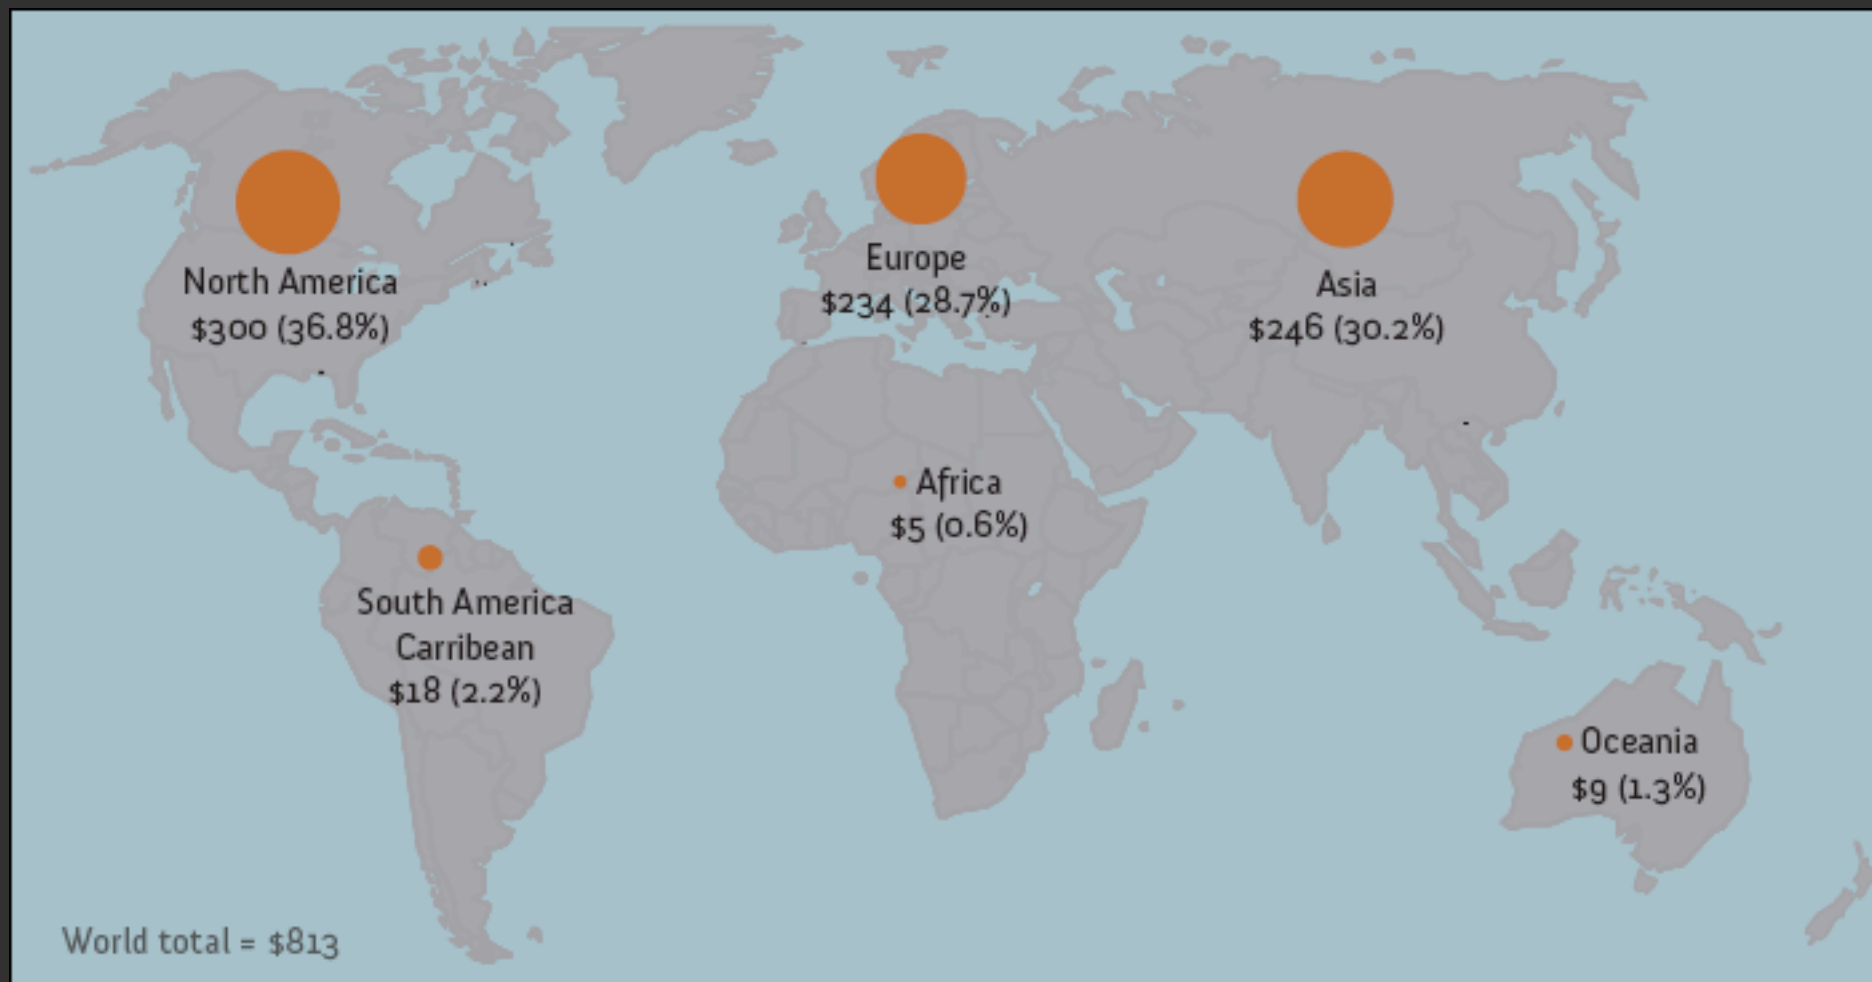 North America
$300 (36.8%)
Europe
$234 (28.7%)
Asia
$246 (30.2%)
Africa
$5 (0.6%)
South America
Carribean
$18 (2.2%)
Oceania
$9 (1.3%)
World total = $813